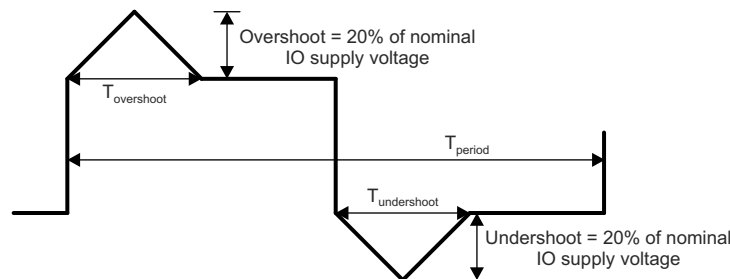 Overshoot = 20% of nominal
IO supply voltage
Tovershoot
Tperiod
Tundershoot
Undershoot = 20% of nominal
IO supply voltage